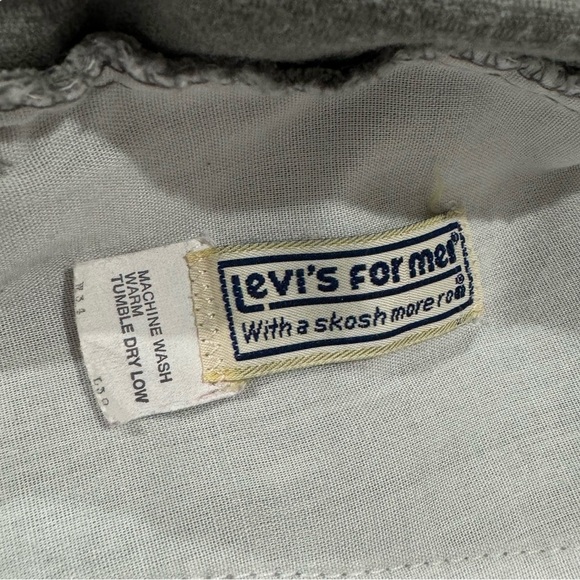 Levi's for men®
With a skosh more room®
MACHINE WASH
WARM
TUMBLE DRY LOW